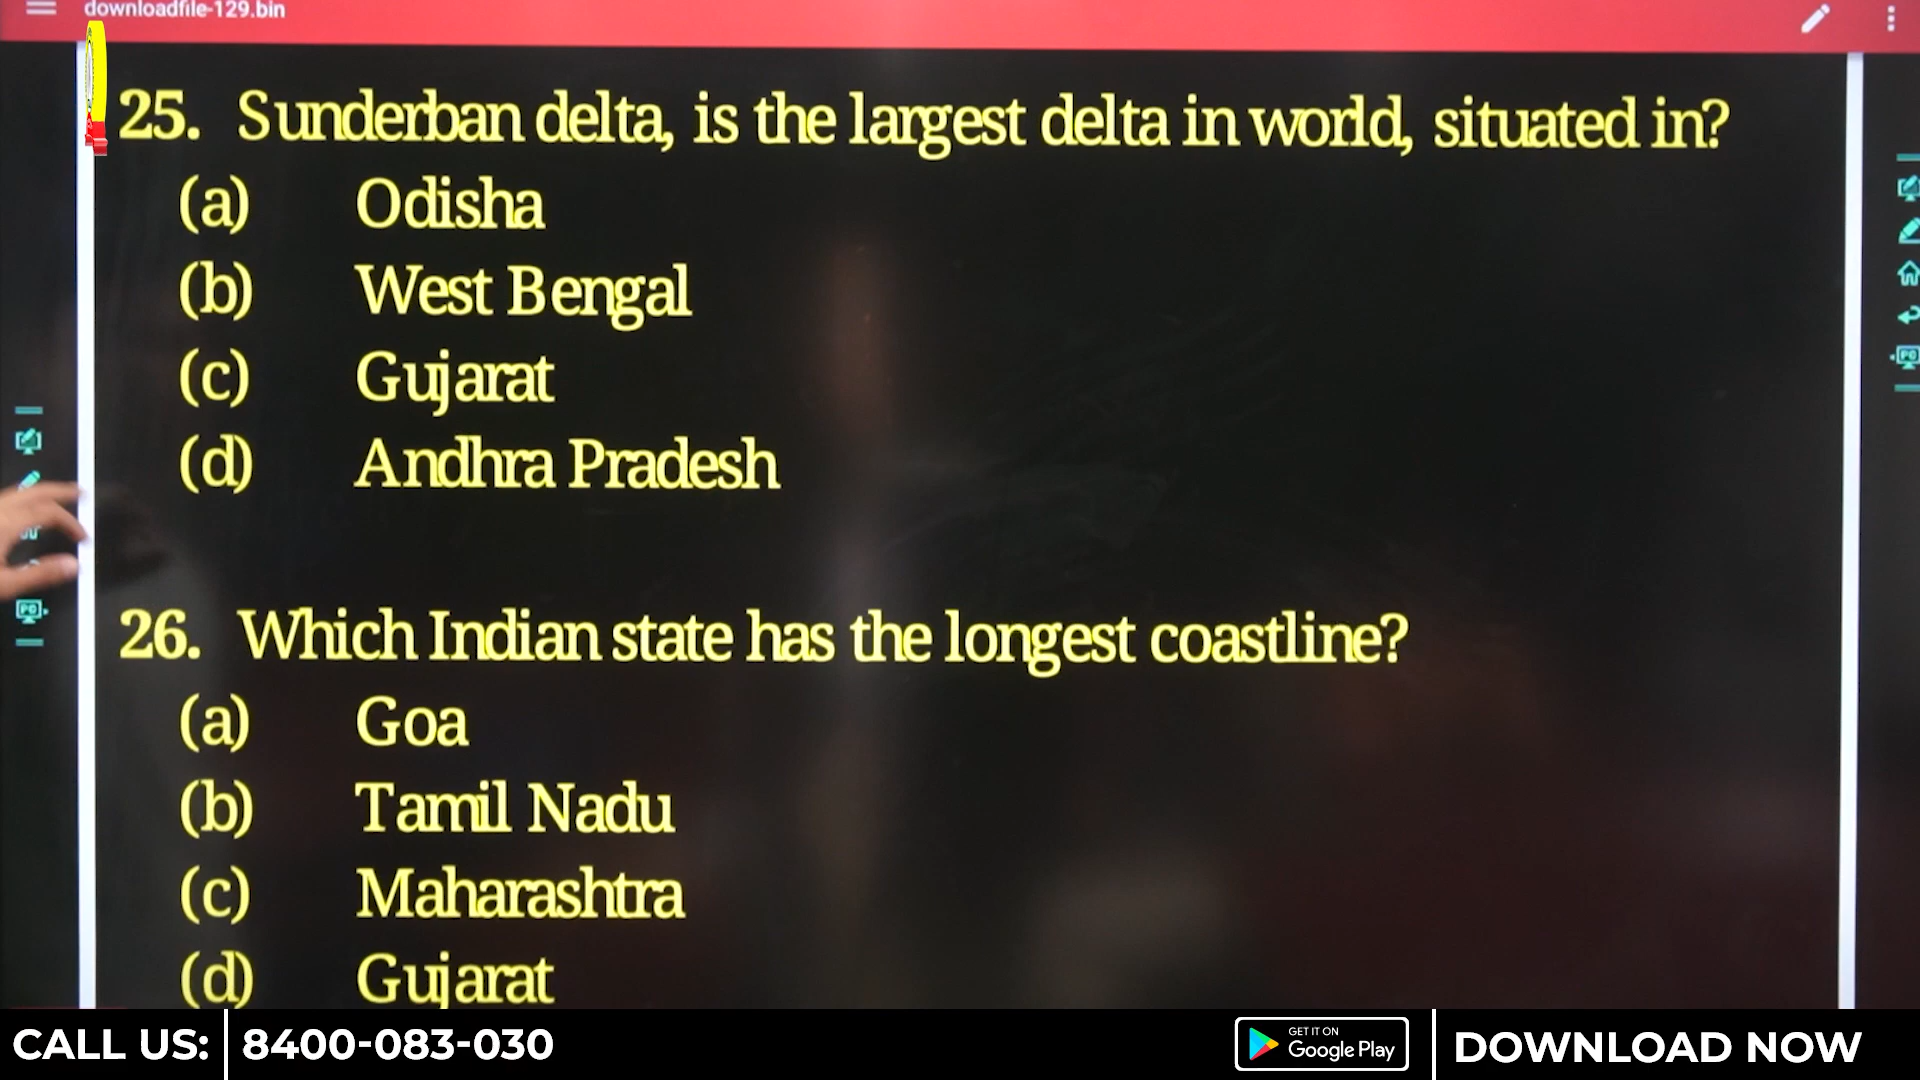 downloadfile-129.bin
25. Sunderban delta, is the largest delta in world, situated in?
(a) Odisha
(b) West Bengal
(c) Gujarat
(d) Andhra Pradesh
26. Which Indian state has the longest coastline?
(a) Goa
(b) Tamil Nadu
(c) Maharashtra
(d) Gujarat
CALL US: 8400-083-030
GET IT ON
Google Play
DOWNLOAD NOW